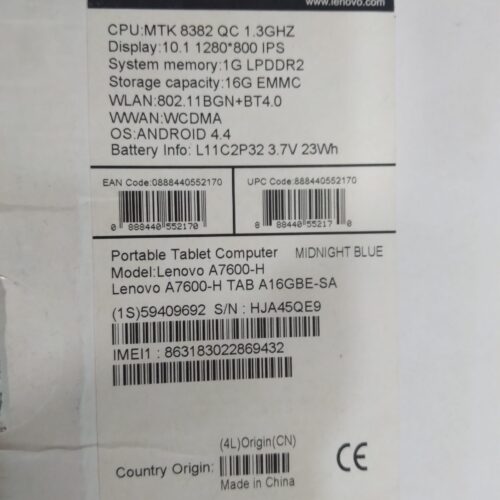 www.lenovo.com
CPU:MTK 8382 QC 1.3GHZ
Display:10.1 1280*800 IPS
System memory:1G LPDDR2
Storage capacity:16G EMMC
WLAN:802.11BGN+BT4.0
WWAN:WCDMA
OS:ANDROID 4.4
Battery Info: L11C2P32 3.7V 23Wh
EAN Code:0888440552170
0 888440 552170
UPC Code:888440552170
8 88440 55217 0
Portable Tablet Computer MIDNIGHT BLUE
Model:Lenovo A7600-H
Lenovo A7600-H TAB A16GBE-SA
(1S)59409692 S/N : HJA45QE9
IMEI1 : 863183022869432
(4L)Origin(CN)
Country Origin:
Made in China
CE